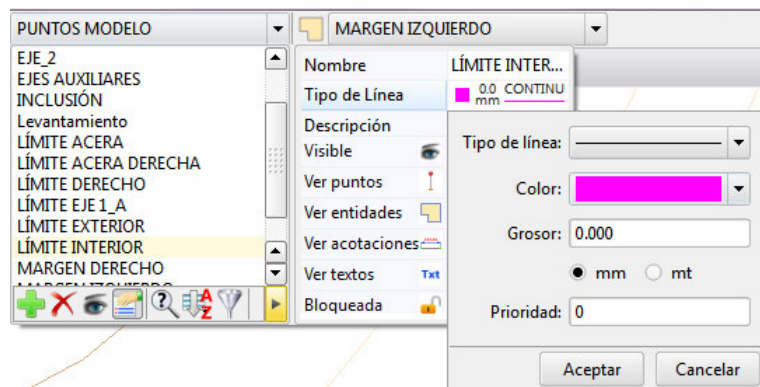 PUNTOS MODELO
MARGEN IZQUIERDO
EJE_2
EJES AUXILIARES
INCLUSIÓN
Levantamiento
LÍMITE ACERA
LÍMITE ACERA DERECHA
LÍMITE DERECHO
LÍMITE EJE 1_A
LÍMITE EXTERIOR
LÍMITE INTERIOR
MARGEN DERECHO
MARGEN IZQUIERDO
Nombre LÍMITE INTER...
Tipo de Línea 0.0 mm CONTINU
Descripción
Visible
Ver puntos
Ver entidades
Ver acotaciones
Ver textos Txt
Bloqueada
Tipo de línea:
Color:
Grosor: 0.000
mm mt
Prioridad: 0
Aceptar Cancelar
A
Z